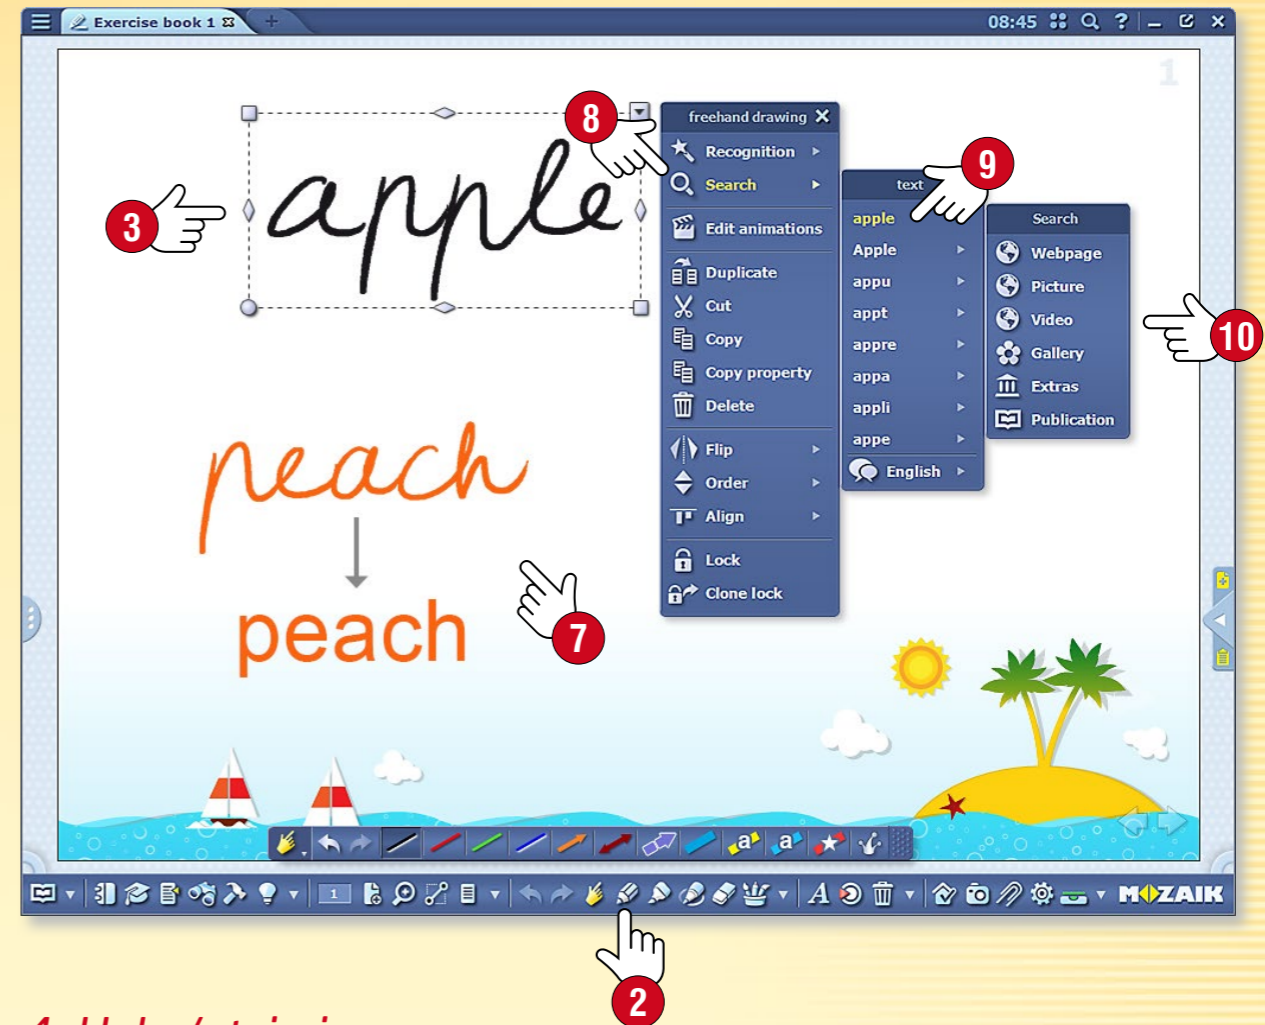 Exercise book 1
08:45
1
apple
8
freehand drawing
Recognition
Search
Edit animations
Duplicate
Cut
Copy
Copy property
Delete
Flip
Order
Align
Lock
Clone lock
9
text
apple
Apple
appu
appt
appre
appa
appli
appe
English
Search
Webpage
Picture
Video
Gallery
Extras
Publication
10
3
peach
peach
7
a
a
1
A
MOZAIK
2